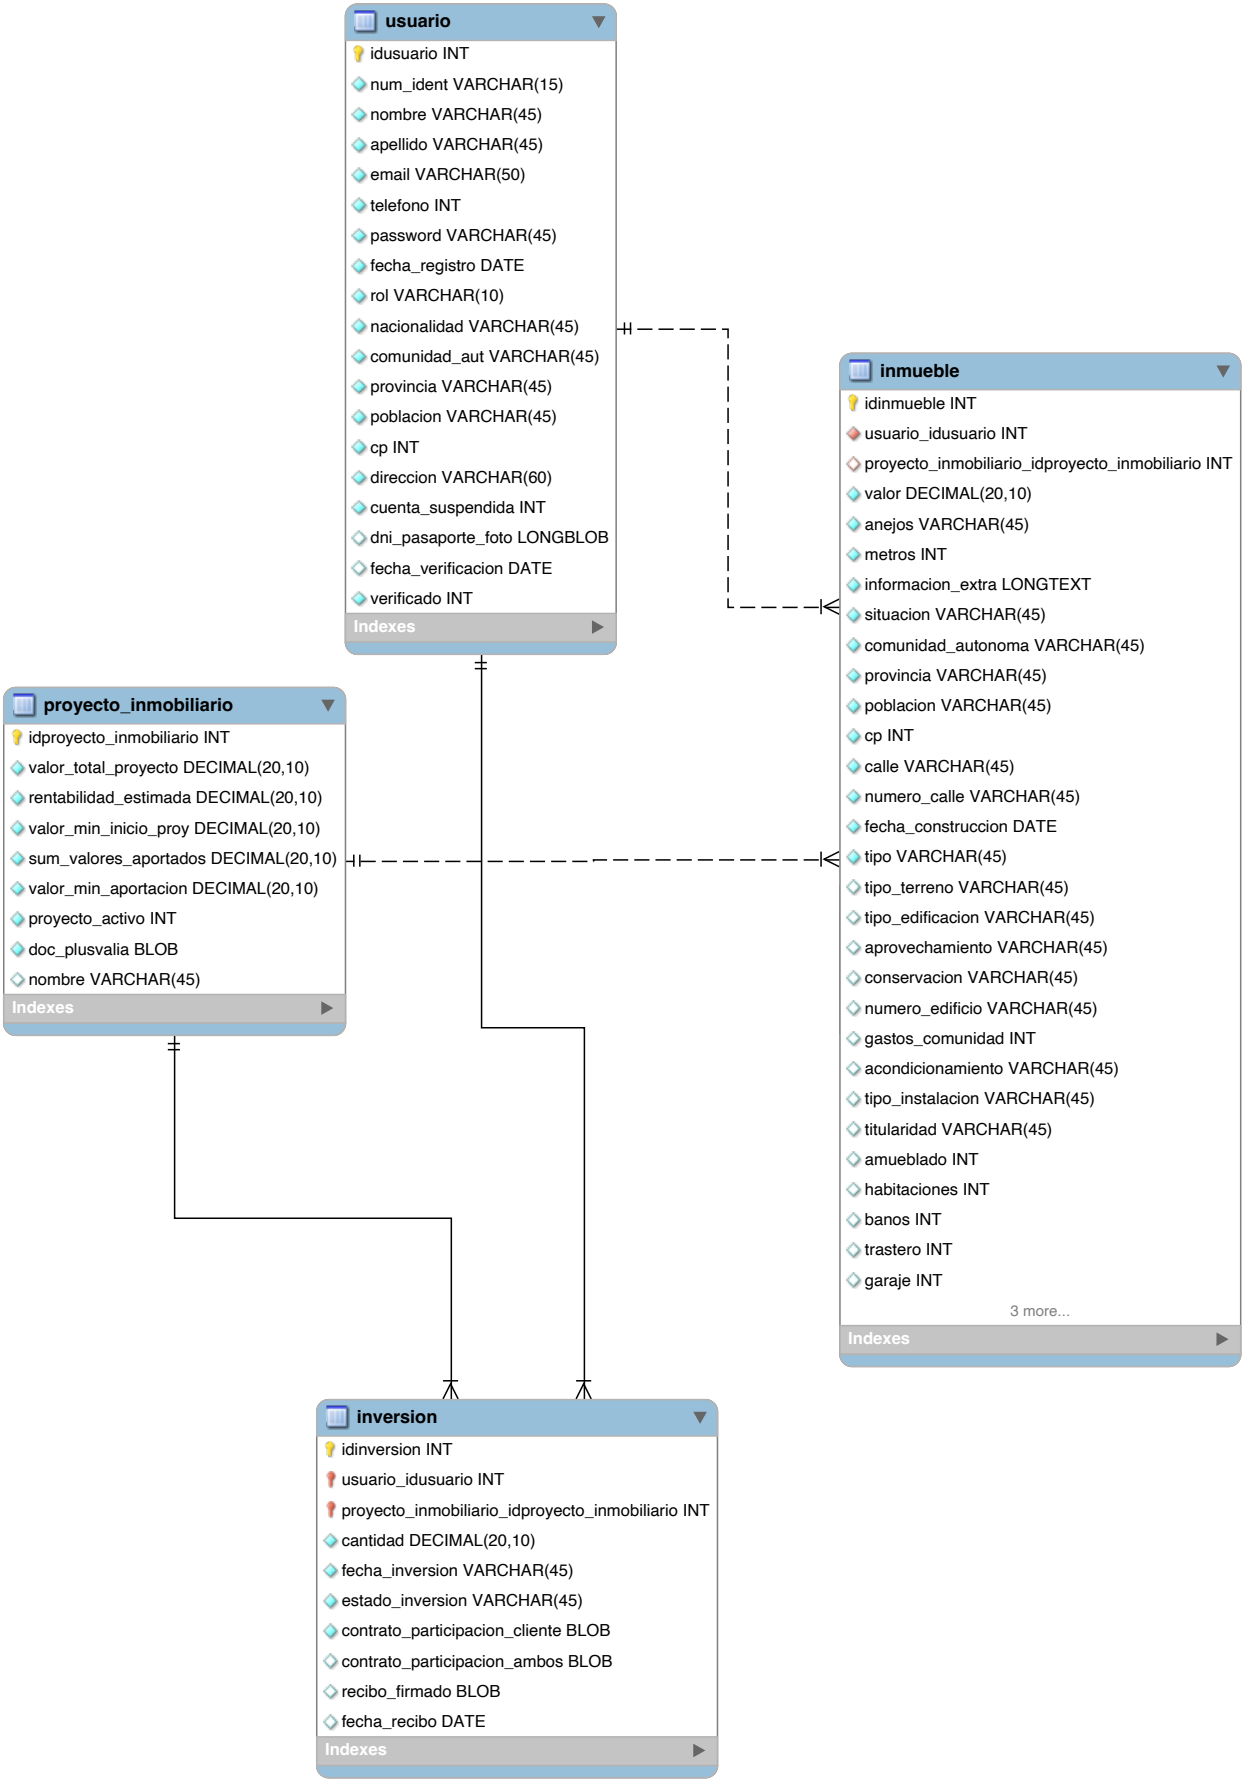 usuario
idusuario INT
num_ident VARCHAR(15)
nombre VARCHAR(45)
apellido VARCHAR(45)
email VARCHAR(50)
telefono INT
password VARCHAR(45)
fecha_registro DATE
rol VARCHAR(10)
nacionalidad VARCHAR(45)
comunidad_aut VARCHAR(45)
provincia VARCHAR(45)
poblacion VARCHAR(45)
cp INT
direccion VARCHAR(60)
cuenta_suspendida INT
dni_pasaporte_foto LONGBLOB
fecha_verificacion DATE
verificado INT
Indexes
inmueble
idinmueble INT
usuario_idusuario INT
proyecto_inmobiliario_idproyecto_inmobiliario INT
valor DECIMAL(20,10)
anejos VARCHAR(45)
metros INT
informacion_extra LONGTEXT
situacion VARCHAR(45)
comunidad_autonoma VARCHAR(45)
provincia VARCHAR(45)
poblacion VARCHAR(45)
cp INT
calle VARCHAR(45)
numero_calle VARCHAR(45)
fecha_construccion DATE
tipo VARCHAR(45)
tipo_terreno VARCHAR(45)
tipo_edificacion VARCHAR(45)
aprovechamiento VARCHAR(45)
conservacion VARCHAR(45)
numero_edificio VARCHAR(45)
gastos_comunidad INT
acondicionamiento VARCHAR(45)
tipo_instalacion VARCHAR(45)
titularidad VARCHAR(45)
amueblado INT
habitaciones INT
banos INT
trastero INT
garaje INT
3 more...
Indexes
proyecto_inmobiliario
idproyecto_inmobiliario INT
valor_total_proyecto DECIMAL(20,10)
rentabilidad_estimada DECIMAL(20,10)
valor_min_inicio_proy DECIMAL(20,10)
sum_valores_aportados DECIMAL(20,10)
valor_min_aportacion DECIMAL(20,10)
proyecto_activo INT
doc_plusvalia BLOB
nombre VARCHAR(45)
Indexes
inversion
idinversion INT
usuario_idusuario INT
proyecto_inmobiliario_idproyecto_inmobiliario INT
cantidad DECIMAL(20,10)
fecha_inversion VARCHAR(45)
estado_inversion VARCHAR(45)
contrato_participacion_cliente BLOB
contrato_participacion_ambos BLOB
recibo_firmado BLOB
fecha_recibo DATE
Indexes